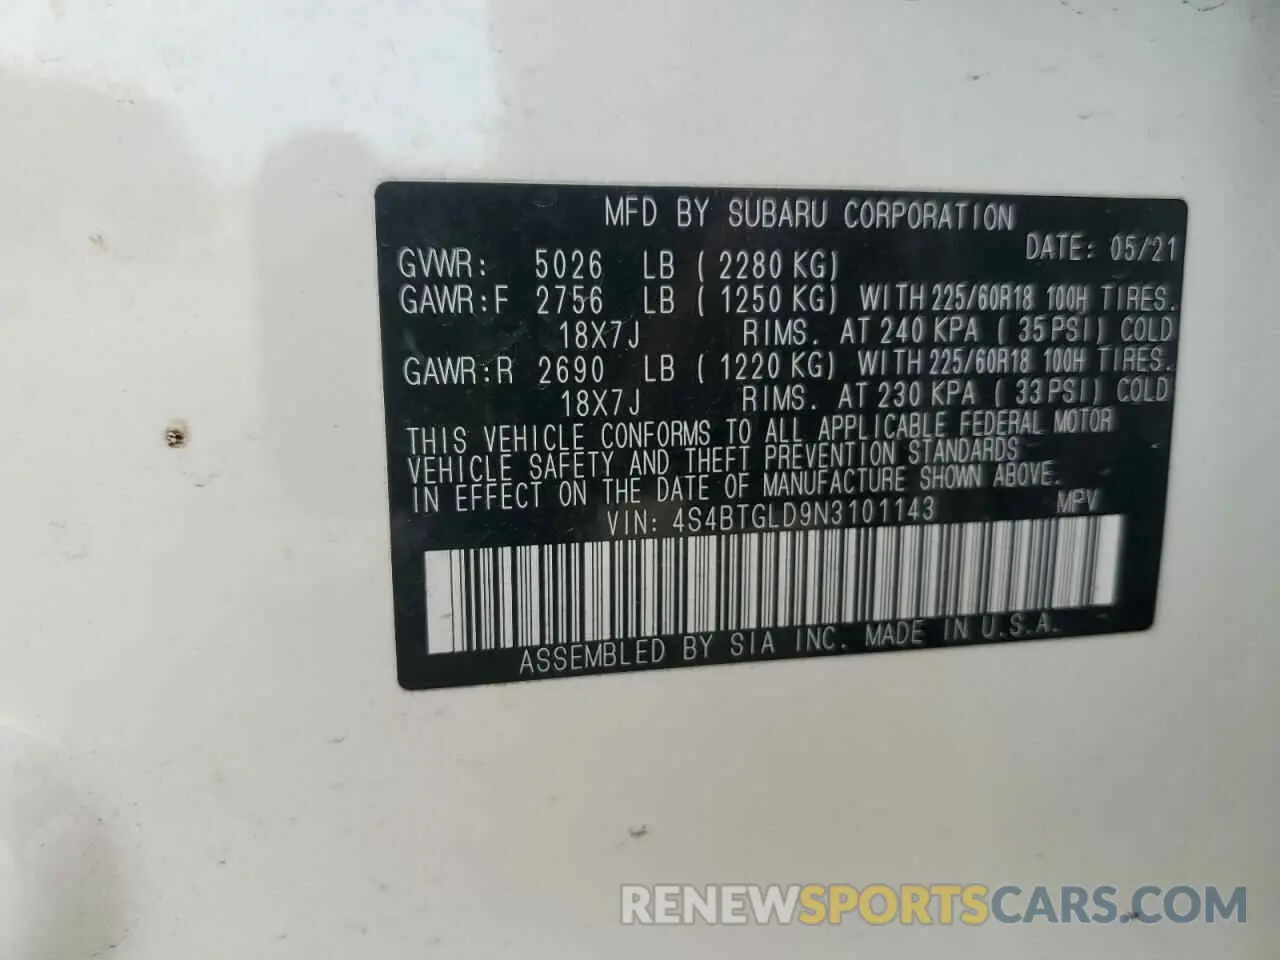 MFD BY SUBARU CORPORATION
DATE: 05/21
GVWR: 5026 LB ( 2280 KG)
GAWR:F 2756 LB ( 1250 KG) WITH 225/60R18 100H TIRES.
18X7J RIMS. AT 240 KPA ( 35 PSI) COLD
GAWR:R 2690 LB ( 1220 KG) WITH 225/60R18 100H TIRES.
18X7J RIMS. AT 230 KPA ( 33 PSI) COLD
THIS VEHICLE CONFORMS TO ALL APPLICABLE FEDERAL MOTOR
VEHICLE SAFETY AND THEFT PREVENTION STANDARDS
IN EFFECT ON THE DATE OF MANUFACTURE SHOWN ABOVE.
VIN: 4S4BTGLD9N3101143 MPV
ASSEMBLED BY SIA INC. MADE IN U.S.A.
RENEWSPORTSCARS.COM